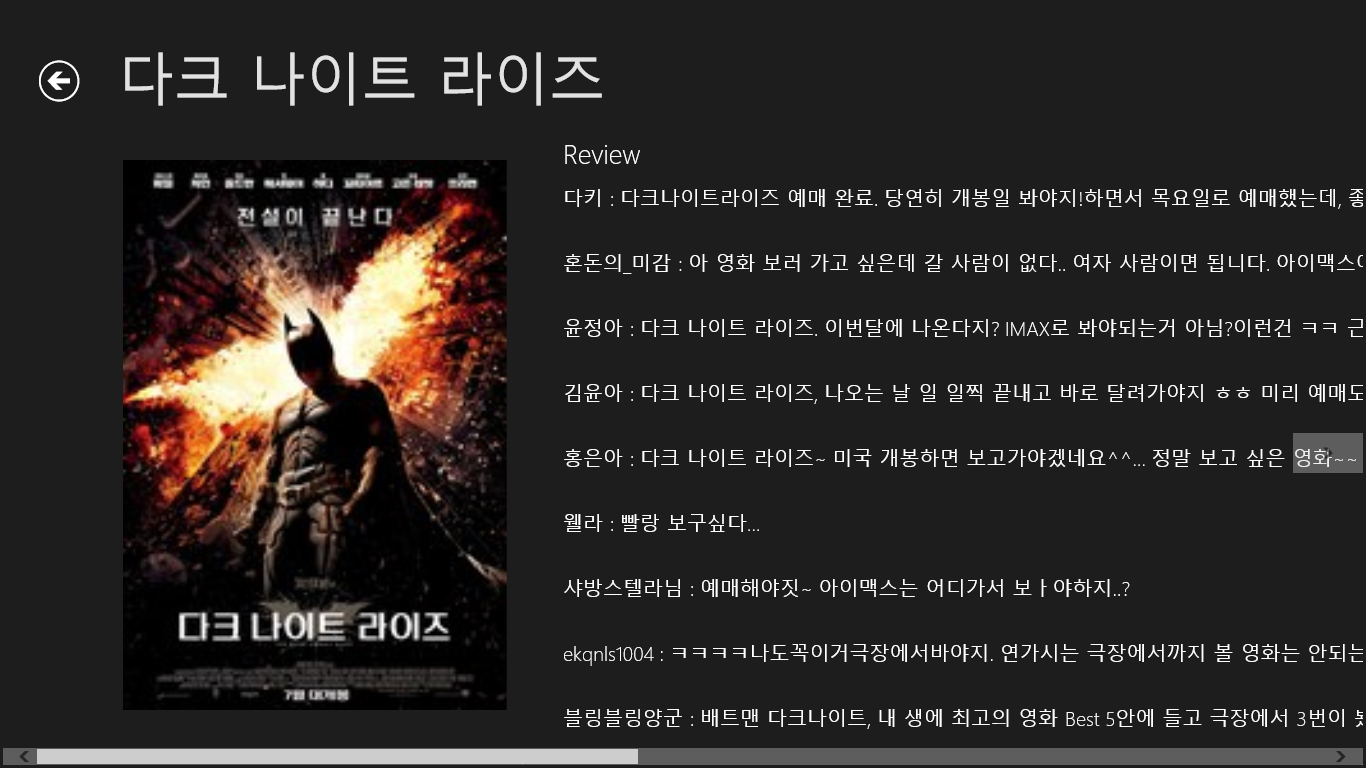 다크 나이트 라이즈
전설이 끝난다
다크 나이트 라이즈
7월 대개봉
Review
다키 : 다크나이트라이즈 예매 완료. 당연히 개봉일 봐야지!하면서 목요일로 예매했는데, 좋
혼돈의_미감 : 아 영화 보러 가고 싶은데 갈 사람이 없다.. 여자 사람이면 됩니다. 아이맥스
윤정아 : 다크 나이트 라이즈. 이번달에 나온다지? IMAX로 봐야되는거 아님?이런건 ㅋㅋ 근
김윤아 : 다크 나이트 라이즈, 나오는 날 일 일찍 끝내고 바로 달려가야지 ㅎㅎ 미리 예매도
홍은아 : 다크 나이트 라이즈~ 미국 개봉하면 보고가야겠네요^^... 정말 보고 싶은 영화~~
웰라 : 빨랑 보구싶다...
샤방스텔라님 : 예매해야짓~ 아이맥스는 어디가서 보ㅏ야하지..?
ekqnls1004 : ㅋㅋㅋㅋ나도꼭이거극장에서바야지. 연가시는 극장에서까지 볼 영화는 안되는
블링블링양군 : 배트맨 다크나이트, 내 생에 최고의 영화 Best 5안에 들고 극장에서 3번이